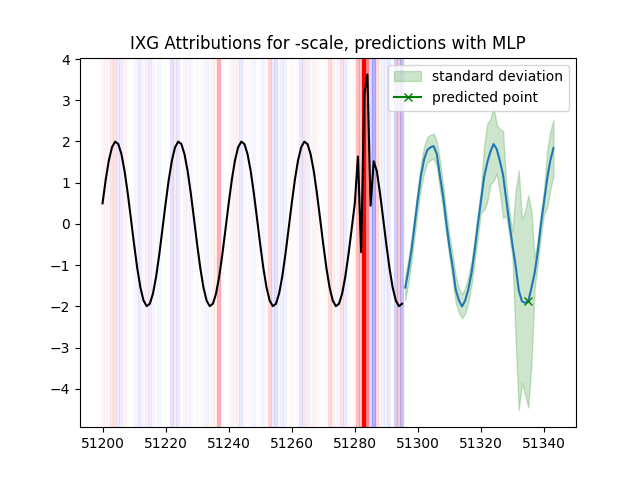 IXG Attributions for -scale, predictions with MLP
standard deviation
predicted point
4
3
2
1
0
−1
−2
−3
−4
51200 51220 51240 51260 51280 51300 51320 51340